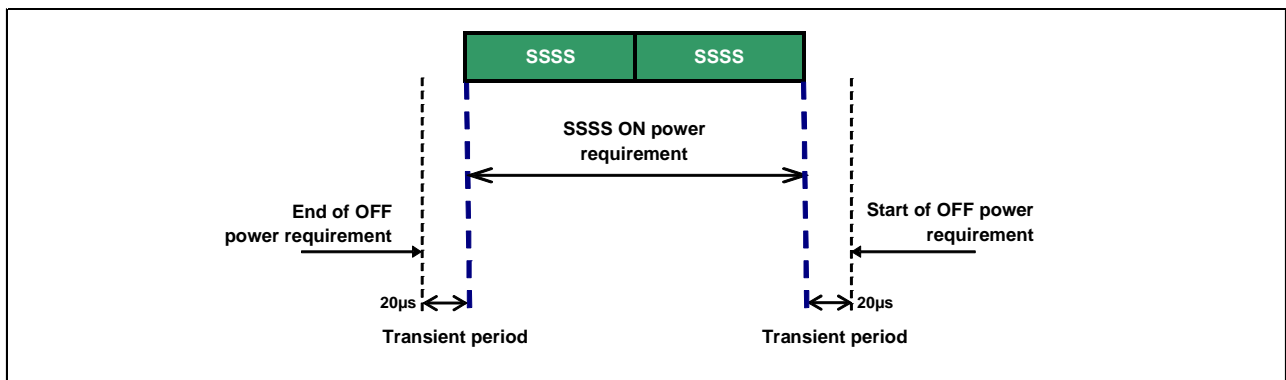 SSSS SSSS
SSSS ON power
requirement
End of OFF
power requirement
Start of OFF power
requirement
20µs
20µs
Transient period
Transient period